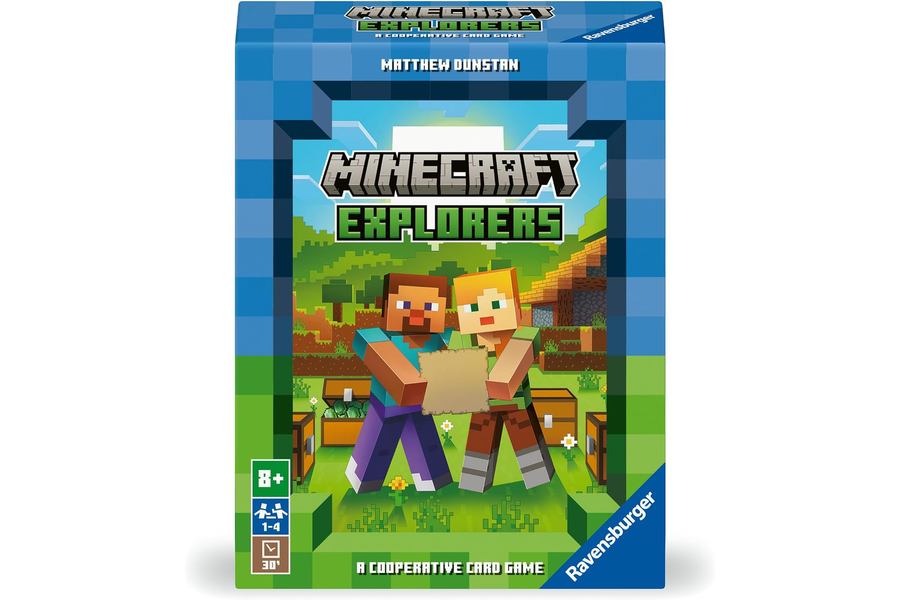 MINECRAFT
EXPLORERS
A COOPERATIVE CARD GAME
Ravensburger
MATTHEW DUNSTAN
MINECRAFT
EXPLORERS
8+
1-4
30'
A COOPERATIVE CARD GAME
Ravensburger